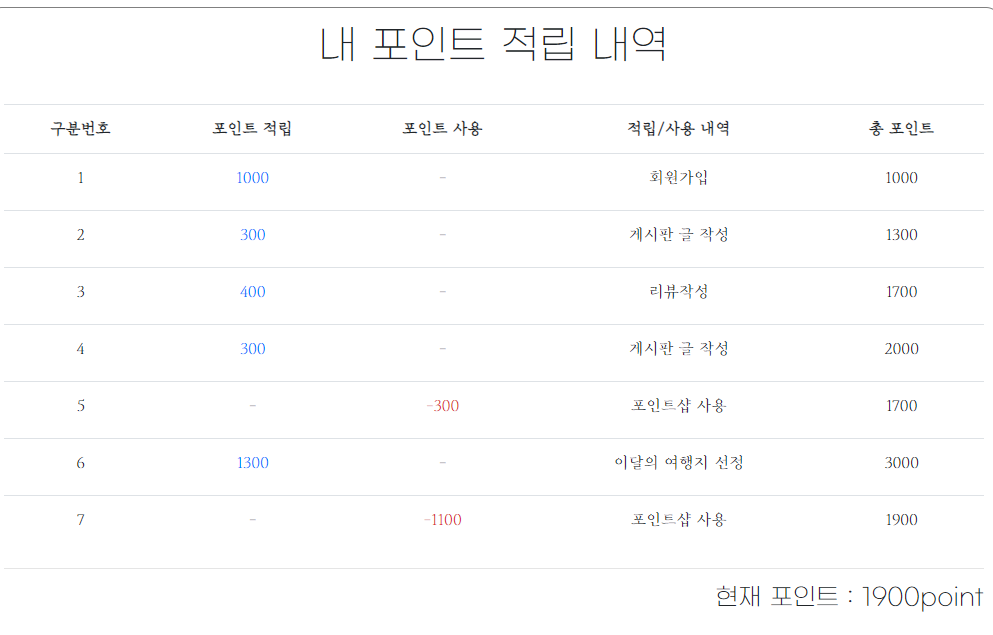 내 포인트 적립 내역
구분번호 포인트 적립 포인트 사용 적립/사용 내역 총 포인트
1 1000 - 회원가입 1000
2 300 - 게시판 글 작성 1300
3 400 - 리뷰작성 1700
4 300 - 게시판 글 작성 2000
5 - -300 포인트샵 사용 1700
6 1300 - 이달의 여행지 선정 3000
7 - -1100 포인트샵 사용 1900
현재 포인트 : 1900point